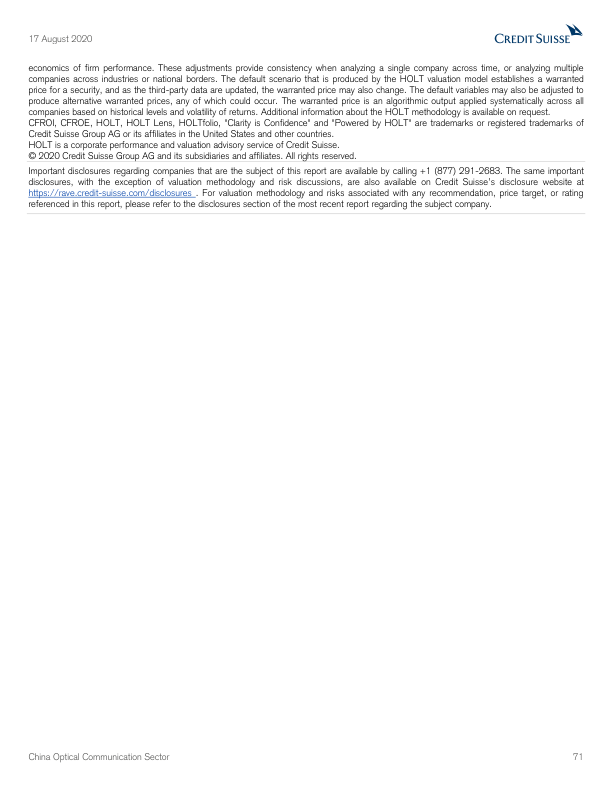 17 August 2020
CREDIT SUISSE
economics of firm performance. These adjustments provide consistency when analyzing a single company across time, or analyzing multiple
companies across industries or national borders. The default scenario that is produced by the HOLT valuation model establishes a warranted
price for a security, and as the third-party data are updated, the warranted price may also change. The default variables may also be adjusted to
produce alternative warranted prices, any of which could occur. The warranted price is an algorithmic output applied systematically across all
companies based on historical levels and volatility of returns. Additional information about the HOLT methodology is available on request.
CFROI, CFROE, HOLT, HOLT Lens, HOLTfolio, "Clarity is Confidence" and "Powered by HOLT" are trademarks or registered trademarks of
Credit Suisse Group AG or its affiliates in the United States and other countries.
HOLT is a corporate performance and valuation advisory service of Credit Suisse.
© 2020 Credit Suisse Group AG and its subsidiaries and affiliates. All rights reserved.
Important disclosures regarding companies that are the subject of this report are available by calling +1 (877) 291-2683. The same important
disclosures, with the exception of valuation methodology and risk discussions, are also available on Credit Suisse's disclosure website at
https://rave.credit-suisse.com/disclosures . For valuation methodology and risks associated with any recommendation, price target, or rating
referenced in this report, please refer to the disclosures section of the most recent report regarding the subject company.
China Optical Communication Sector
71